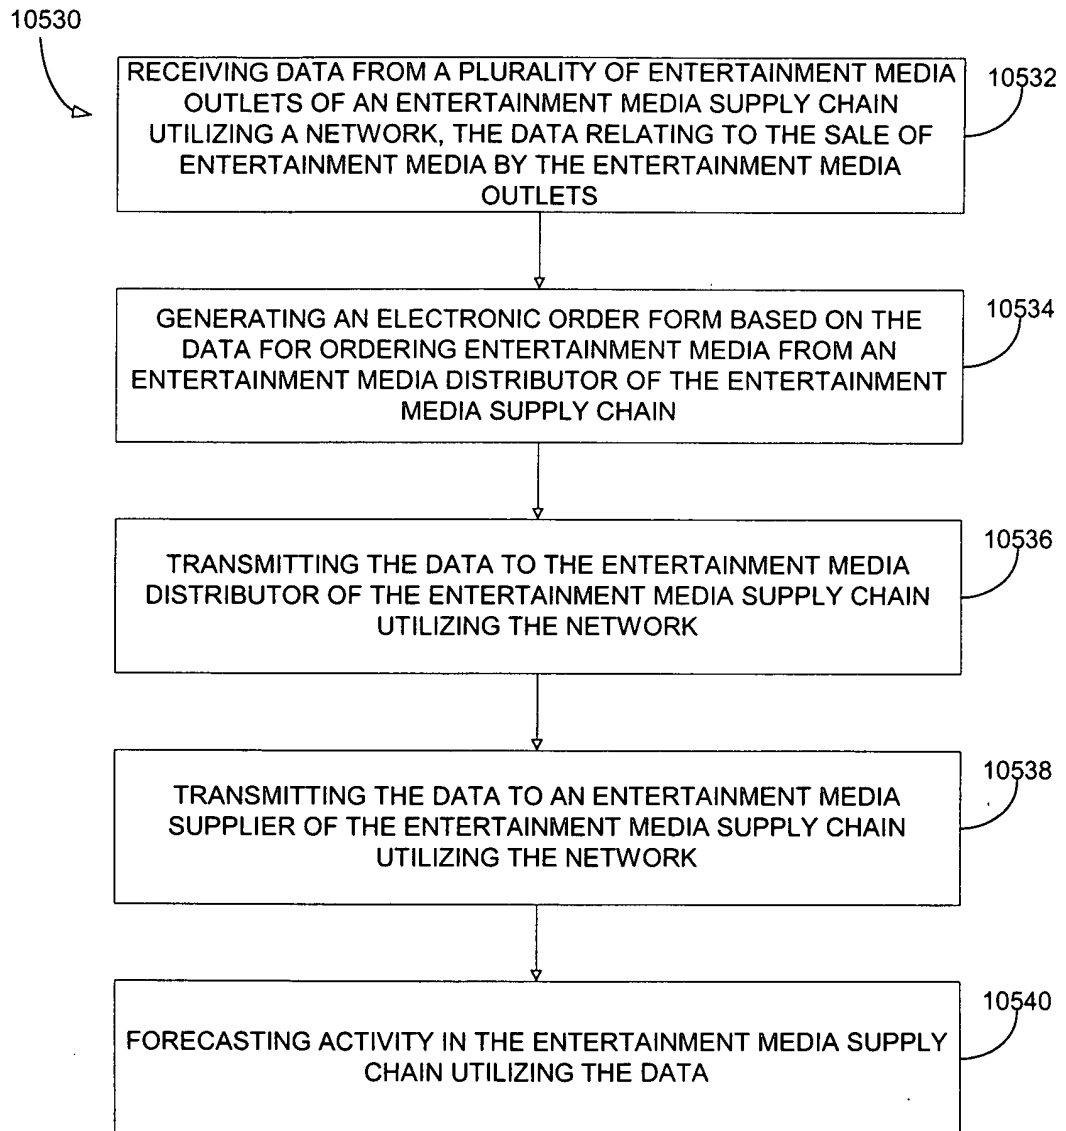 10530
RECEIVING DATA FROM A PLURALITY OF ENTERTAINMENT MEDIA
OUTLETS OF AN ENTERTAINMENT MEDIA SUPPLY CHAIN
UTILIZING A NETWORK, THE DATA RELATING TO THE SALE OF
ENTERTAINMENT MEDIA BY THE ENTERTAINMENT MEDIA
OUTLETS
10532
GENERATING AN ELECTRONIC ORDER FORM BASED ON THE
DATA FOR ORDERING ENTERTAINMENT MEDIA FROM AN
ENTERTAINMENT MEDIA DISTRIBUTOR OF THE ENTERTAINMENT
MEDIA SUPPLY CHAIN
10534
TRANSMITTING THE DATA TO THE ENTERTAINMENT MEDIA
DISTRIBUTOR OF THE ENTERTAINMENT MEDIA SUPPLY CHAIN
UTILIZING THE NETWORK
10536
TRANSMITTING THE DATA TO AN ENTERTAINMENT MEDIA
SUPPLIER OF THE ENTERTAINMENT MEDIA SUPPLY CHAIN
UTILIZING THE NETWORK
10538
FORECASTING ACTIVITY IN THE ENTERTAINMENT MEDIA SUPPLY
CHAIN UTILIZING THE DATA
10540